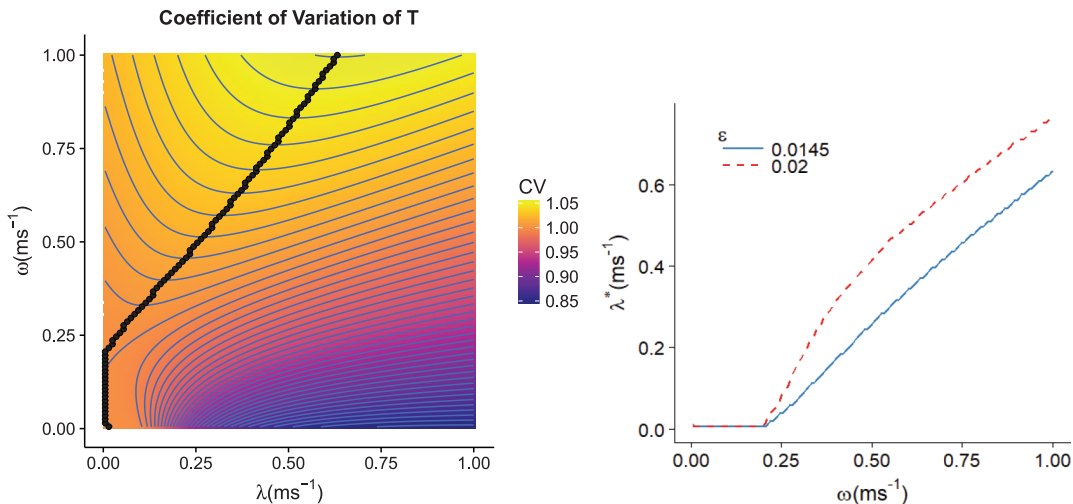 Coefficient of Variation of T
1.00
0.75
0.50
0.25
0.00
ω(ms⁻¹)
0.00 0.25 0.50 0.75 1.00
λ(ms⁻¹)
CV
1.05
1.00
0.95
0.90
0.85
ε
0.0145
0.02
0.6
0.4
0.2
0.0
λ*(ms⁻¹)
0.00 0.25 0.50 0.75 1.00
ω(ms⁻¹)